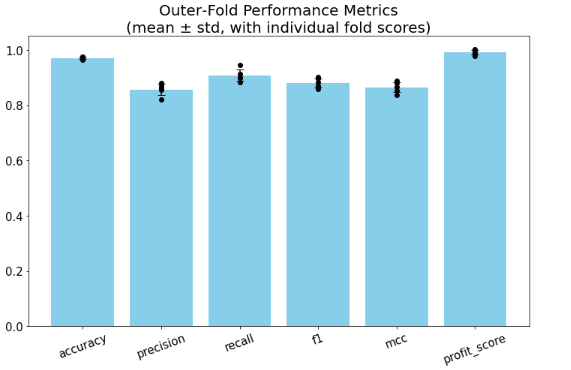 Outer-Fold Performance Metrics
(mean ± std, with individual fold scores)
1.0
0.8
0.6
0.4
0.2
0.0
accuracy
precision
recall
f1
mcc
profit_score